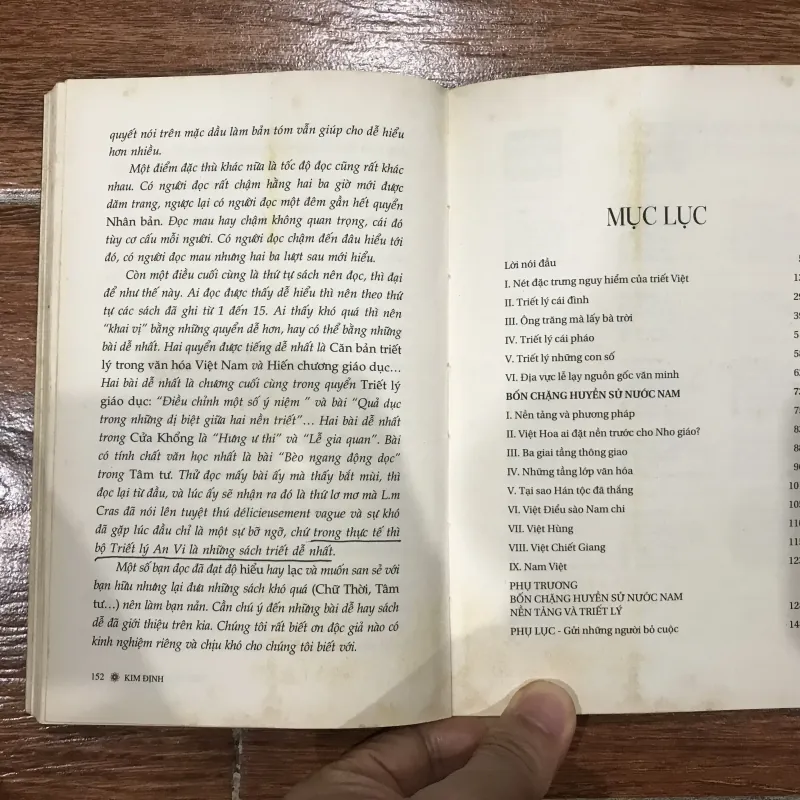 quyết nói trên mặc dầu làm bản tóm vẫn giúp cho dễ hiểu
hơn nhiều.
Một điểm đặc thù khác nữa là tốc độ đọc cũng rất khác
nhau. Có người đọc rất chậm hằng hai ba giờ mới được
dăm trang, ngược lại có người đọc một đêm gần hết quyển
Nhân bản. Đọc mau hay chậm không quan trọng, cái đó
tùy cơ cấu mỗi người. Có người đọc chậm đến đâu hiểu tới
đó, có người đọc mau nhưng hai ba lượt sau mới hiểu.
Còn một điều cuối cùng là thứ tự sách nên đọc, thì đại
để như thế này. Ai đọc được thấy dễ hiểu thì nên theo thứ
tự các sách đã ghi từ 1 đến 15. Ai thấy khó quá thì nên
"khai vị" bằng những quyển dễ hơn, hay có thể bằng những
bài dễ nhất. Hai quyển được tiếng dễ nhất là Căn bản triết
lý trong văn hóa Việt Nam và Hiến chương giáo dục...
Hai bài dễ nhất là chương cuối cùng trong quyển Triết lý
giáo dục: "Điều chỉnh một số ý niệm" và bài "Quả dục
trong những dị biệt giữa hai nền triết"... Hai bài dễ nhất
trong Cửa Khổng là "Hưng ư thi" và "Lễ gia quan". Bài
có tính chất văn học nhất là bài "Bèo ngang động dọc"
trong Tâm tư. Thử đọc mấy bài ấy mà thấy bắt mùi, thì
đọc lại từ đầu, và lúc ấy sẽ nhận ra đó là thứ lơ mơ mà L.m
Cras đã nói lên tuyệt thú délicieusement vague và sự khó
đã gặp lúc đầu chỉ là một sự bỡ ngỡ, chứ trong thực tế thì
bộ Triết lý An Vi là những sách triết dễ nhất.
Một số bạn đọc đã đạt độ hiểu hay lạc và muốn san sẻ với
bạn hữu nhưng lại đưa những sách khó quá (Chữ Thời, Tâm
tư...) nên làm bạn nản. Cần chú ý đến những bài dễ hay sách
dễ đã giới thiệu trên kia. Chúng tôi rất biết ơn độc giả nào có
kinh nghiệm riêng và chịu khó cho chúng tôi biết với.
152 KIM ĐỊNH
MỤC LỤC
Lời nói đầu
I. Nét đặc trưng nguy hiểm của triết Việt
II. Triết lý cái đình
III. Ông trăng mà lấy bà trời
IV. Triết lý cái pháo
V. Triết lý những con số
VI. Địa vực lễ lạy nguồn gốc văn minh
BỐN CHẶNG HUYỀN SỬ NƯỚC NAM
I. Nền tảng và phương pháp
II. Việt Hoa ai đặt nền trước cho Nho giáo?
III. Ba giai tầng thông giao
IV. Những tầng lớp văn hóa
V. Tại sao Hán tộc đã thắng
VI. Việt Điểu sào Nam chi
VII. Việt Hùng
VIII. Việt Chiết Giang
IX. Nam Việt
PHỤ TRƯƠNG
BỐN CHẶNG HUYỀN SỬ NƯỚC NAM
NỀN TẢNG VÀ TRIẾT LÝ
PHỤ LỤC - Gửi những người bỏ cuộc